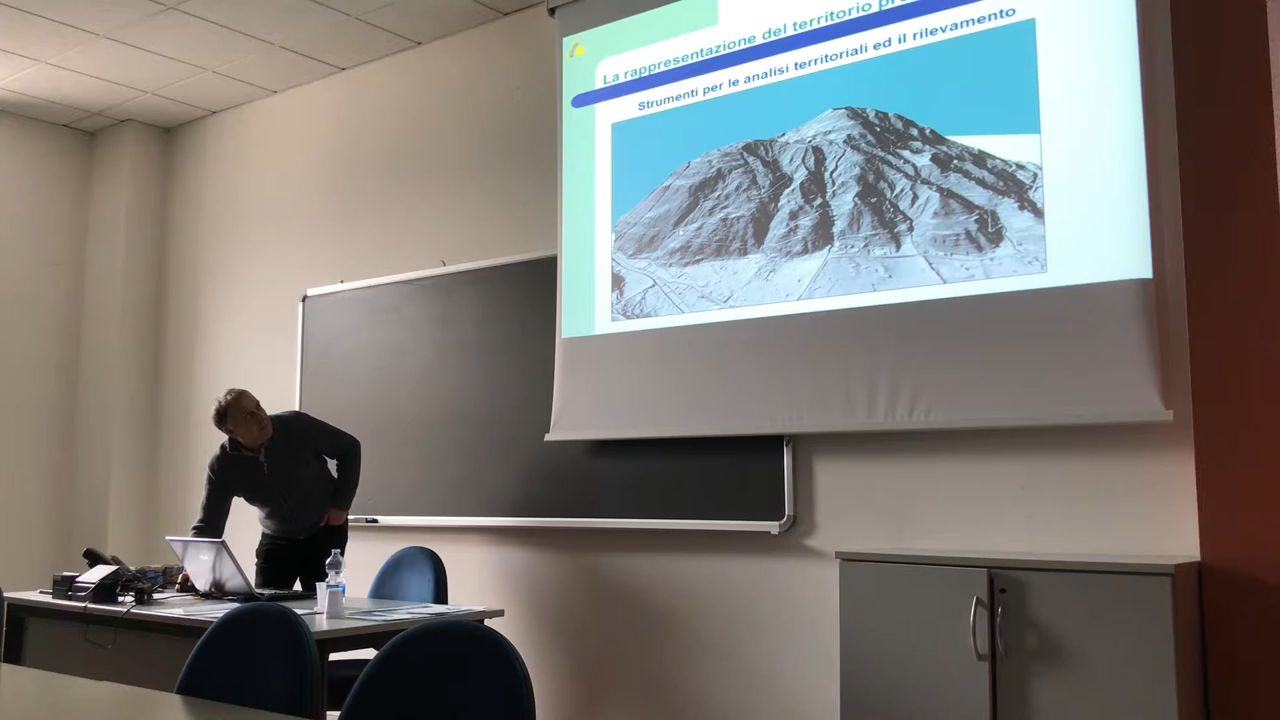 La rappresentazione del territorio
Strumenti per le analisi territoriali ed il rilevamento